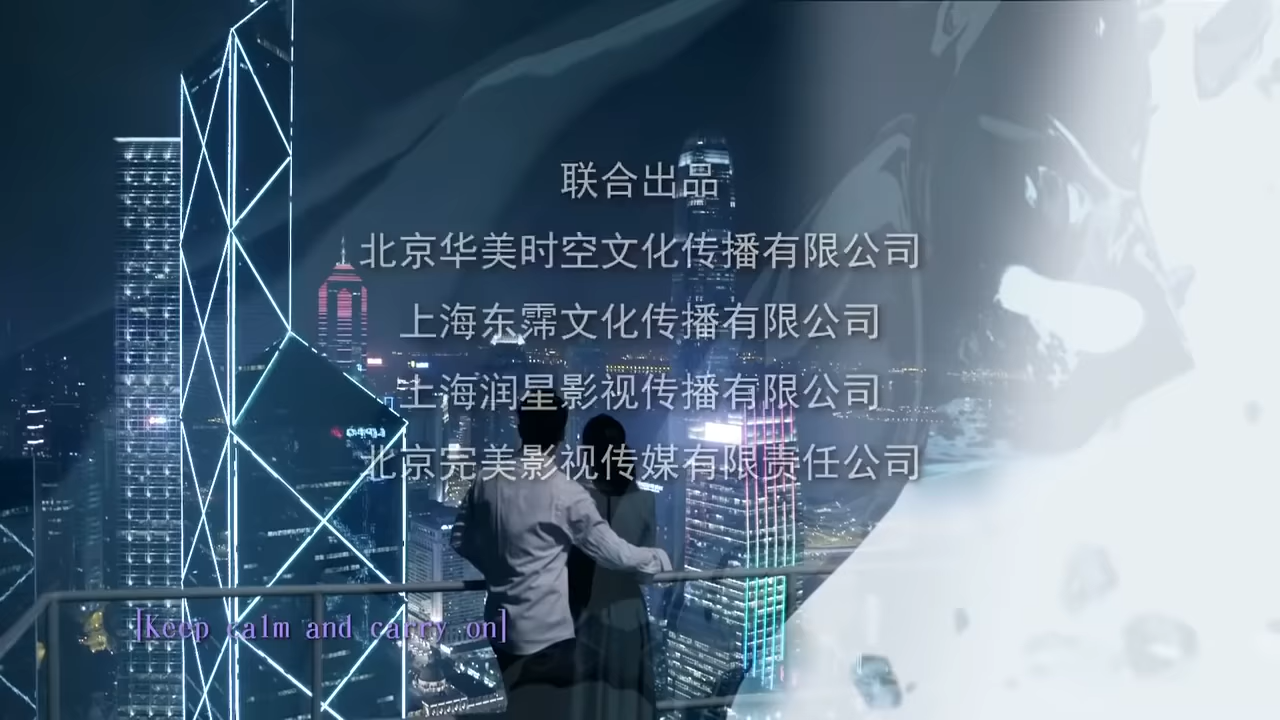 联合出品
北京华美时空文化传播有限公司
上海东霈文化传播有限公司
上海润星影视传播有限公司
北京完美影视传媒有限责任公司
[Keep calm and carry on]